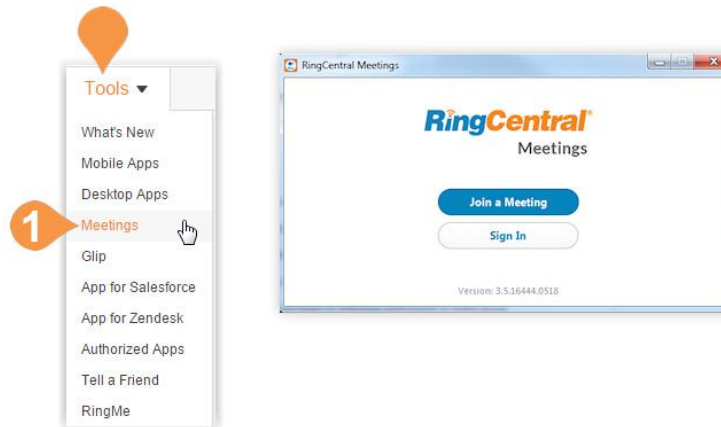 Tools
What's New
Mobile Apps
Desktop Apps
1
Meetings
Glip
App for Salesforce
App for Zendesk
Authorized Apps
Tell a Friend
RingMe
RingCentral Meetings
RingCentral®
Meetings
Join a Meeting
Sign In
Version: 3.5.16444.0518